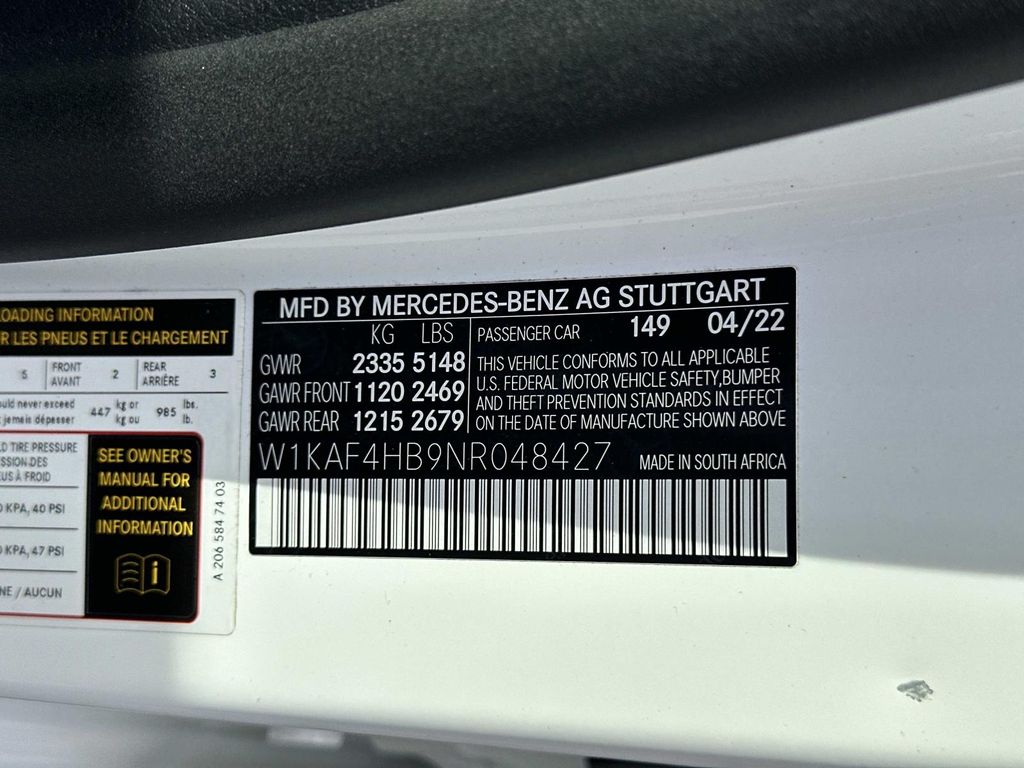 OADING INFORMATION
R LES PNEUS ET LE CHARGEMENT
5 FRONT AVANT 2 REAR ARRIÈRE 3
uld never exceed 447 kg or 985 lbs.
t jamais dépasser kg ou lb.
D TIRE PRESSURE
SSION DES
US À FROID
0 KPA, 40 PSI
0 KPA, 47 PSI
NE / AUCUN
SEE OWNER'S
MANUAL FOR
ADDITIONAL
INFORMATION
i
A 206 584 74 03
MFD BY MERCEDES-BENZ AG STUTTGART
KG LBS
GVWR 2335 5148
GAWR FRONT 1120 2469
GAWR REAR 1215 2679
PASSENGER CAR 149 04/22
THIS VEHICLE CONFORMS TO ALL APPLICABLE
U.S. FEDERAL MOTOR VEHICLE SAFETY,BUMPER
AND THEFT PREVENTION STANDARDS IN EFFECT
ON THE DATE OF MANUFACTURE SHOWN ABOVE
W1KAF4HB9NR048427 MADE IN SOUTH AFRICA